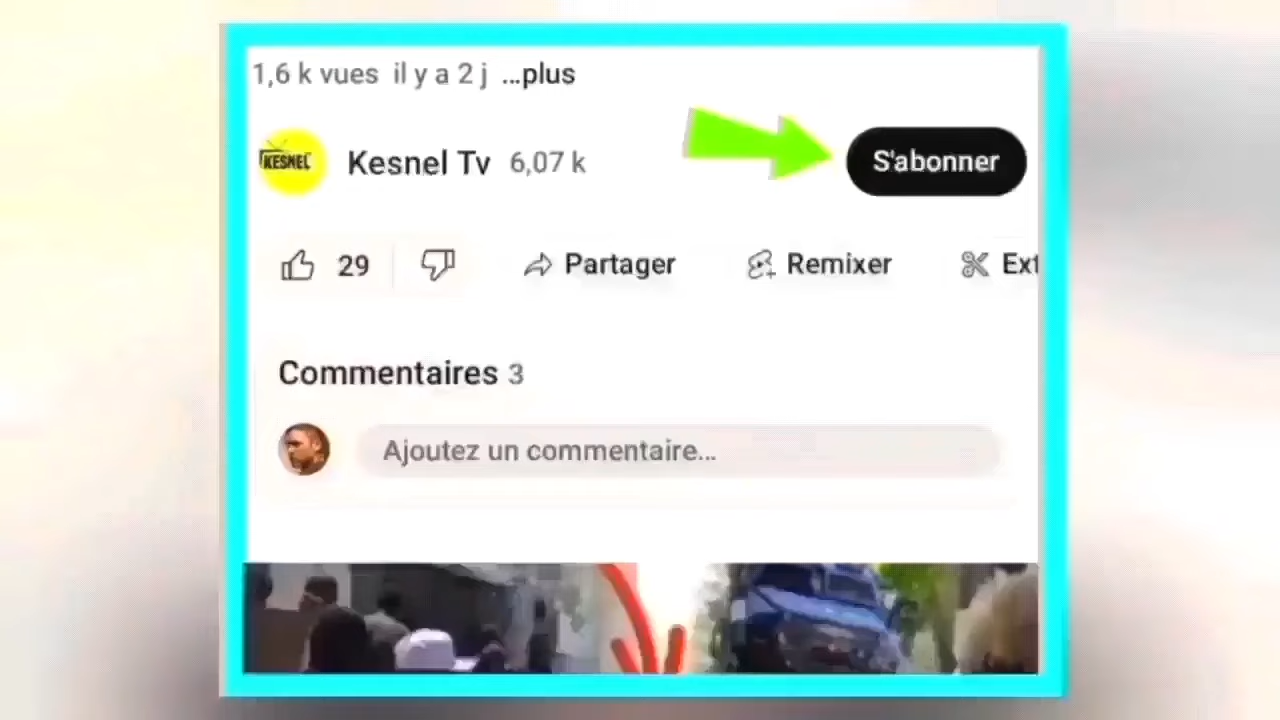 1,6 k vues il y a 2 j ...plus
KESNEL
Kesnel Tv 6,07 k
S'abonner
29
Partager
Remixer
Ext
Commentaires 3
Ajoutez un commentaire...